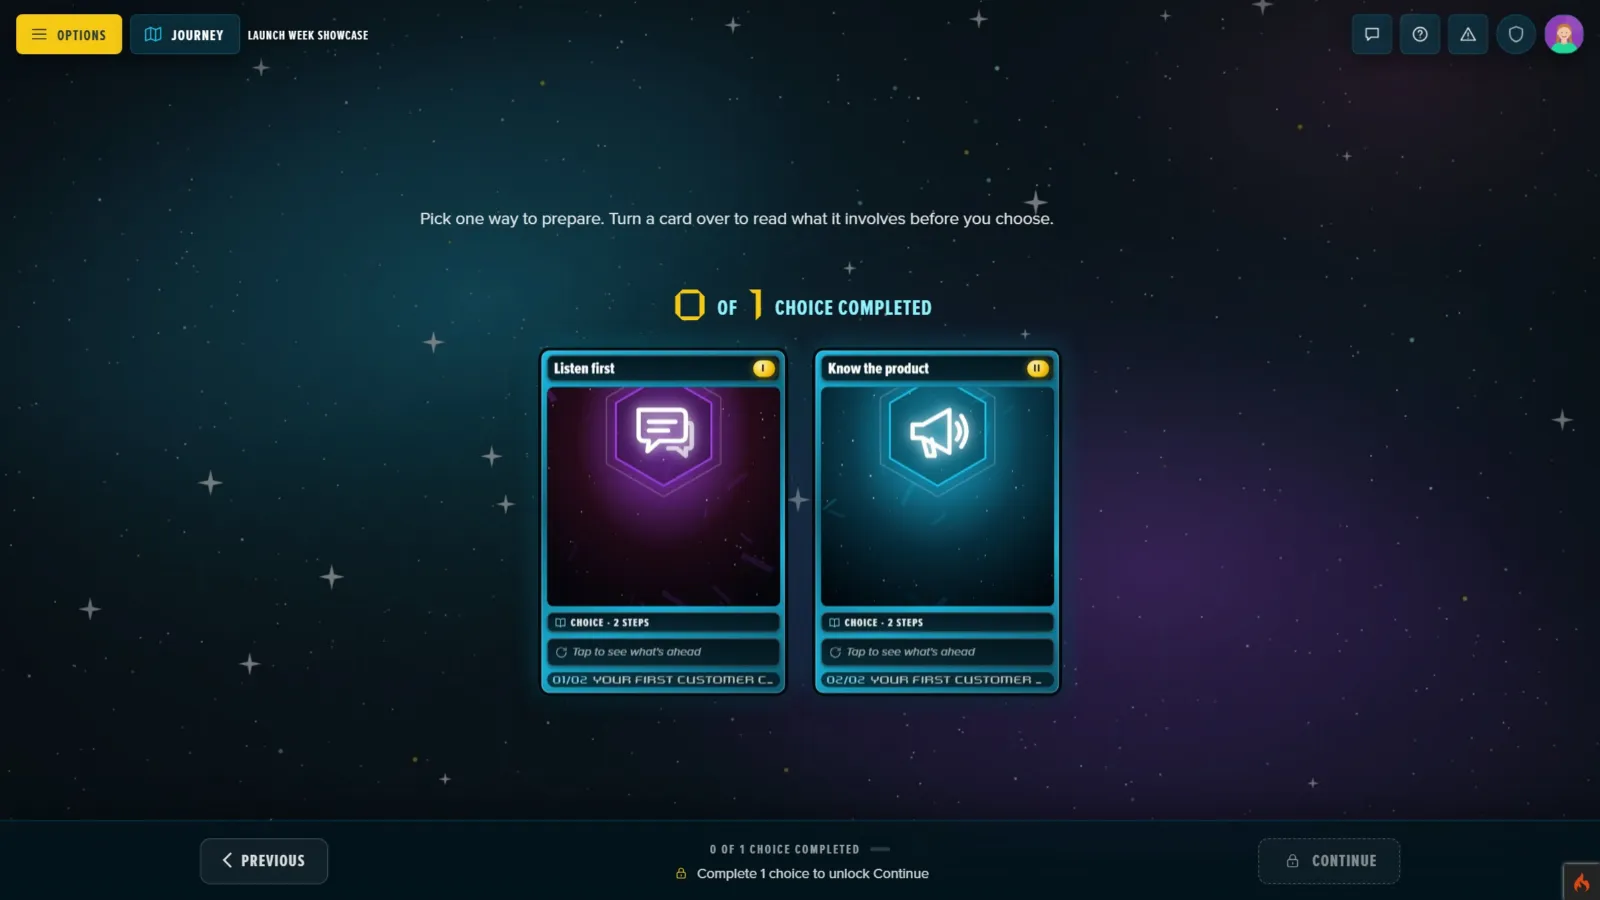 OPTIONS
JOURNEY
LAUNCH WEEK SHOWCASE
Pick one way to prepare. Turn a card over to read what it involves before you choose.
0 OF 1 CHOICE COMPLETED
Listen first
I
CHOICE · 2 STEPS
Tap to see what's ahead
01/02 YOUR FIRST CUSTOMER C…
Know the product
II
CHOICE · 2 STEPS
Tap to see what's ahead
02/02 YOUR FIRST CUSTOMER …
PREVIOUS
0 OF 1 CHOICE COMPLETED
Complete 1 choice to unlock Continue
CONTINUE